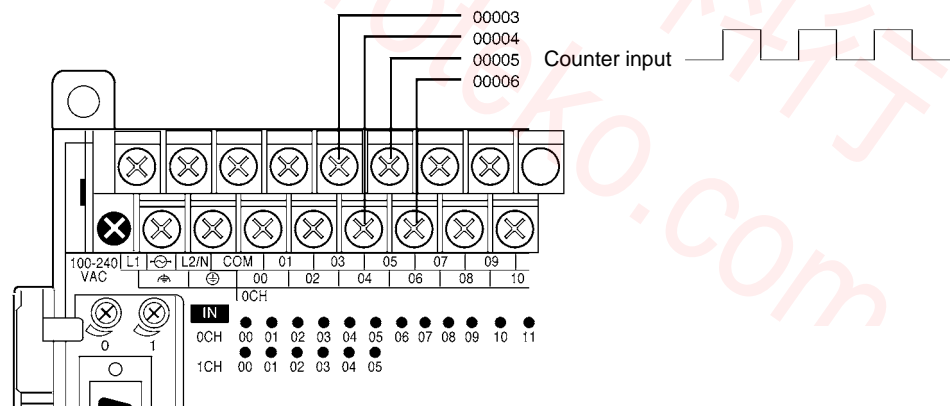 00003
00004
00005
00006
Counter input
100-240 VAC
L1 L2/N COM 01 03 05 07 09
00 02 04 06 08 10
0CH
IN
0CH 00 01 02 03 04 05 06 07 08 09 10 11
1CH 00 01 02 03 04 05
0 1